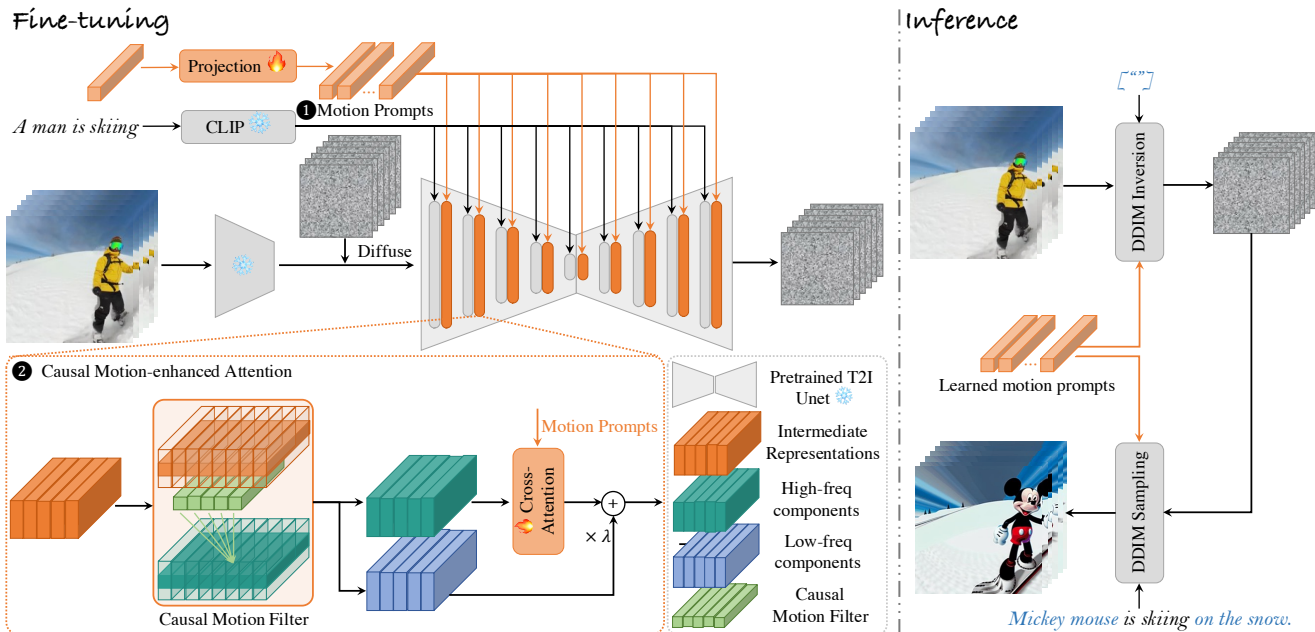 Fine-tuning
Projection
...
❶ Motion Prompts
A man is skiing
CLIP
Diffuse
❷ Causal Motion-enhanced Attention
Causal Motion Filter
Motion Prompts
Cross-
Attention
+
× λ
Pretrained T2I
Unet
Intermediate
Representations
High-freq
components
Low-freq
components
Causal
Motion Filter
Inference
[“”]
DDIM Inversion
...
Learned motion prompts
DDIM Sampling
Mickey mouse is skiing on the snow.